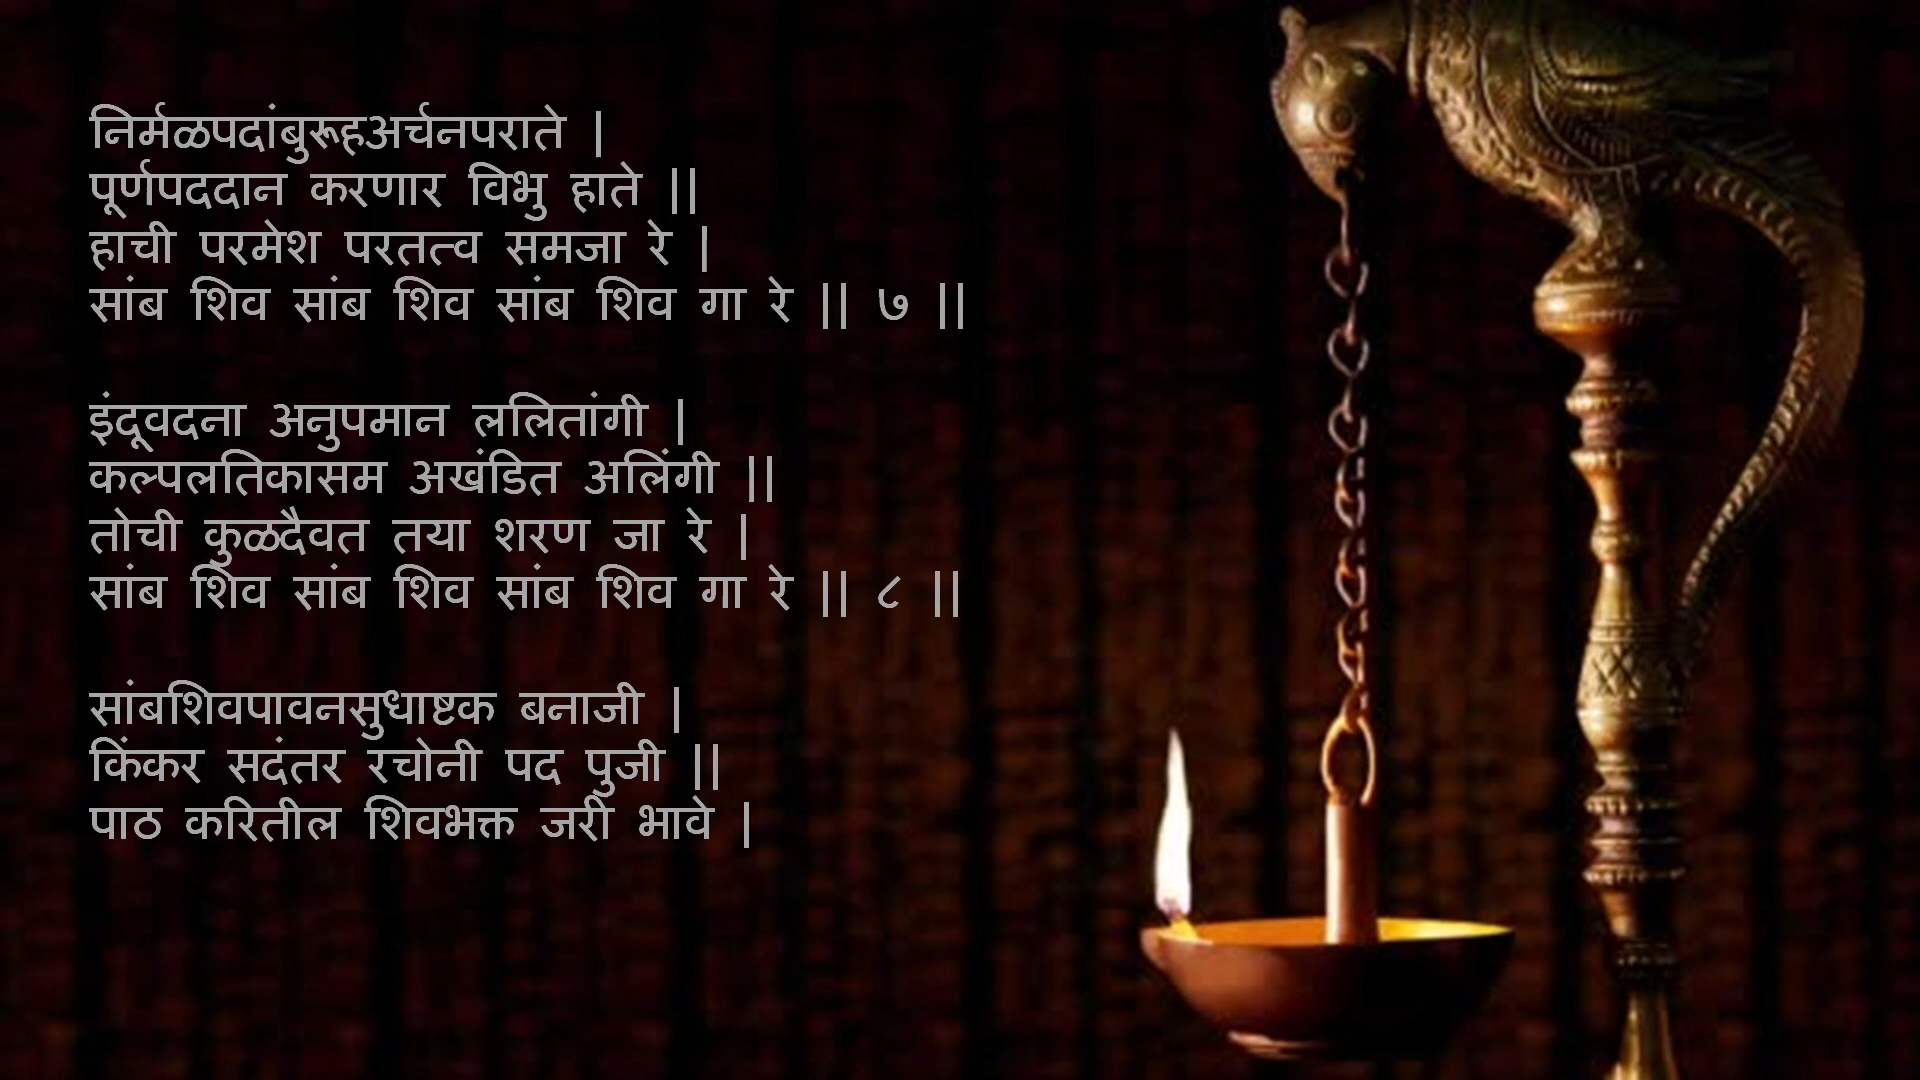 निर्मळपदांबुरूहअर्चनपराते |
पूर्णपददान करणार विभु हाते ||
हाची परमेश परतत्व समजा रे |
सांब शिव सांब शिव सांब शिव गा रे || ७ ||
इंदूवदना अनुपमान ललितांगी |
कल्पलतिकासम अखंडित अलिंगी ||
तोची कुळदैवत तया शरण जा रे |
सांब शिव सांब शिव सांब शिव गा रे || ८ ||
सांबशिवपावनसुधाष्टक बनाजी |
किंकर सदंतर रचोनी पद पुजी ||
पाठ करितील शिवभक्त जरी भावे |